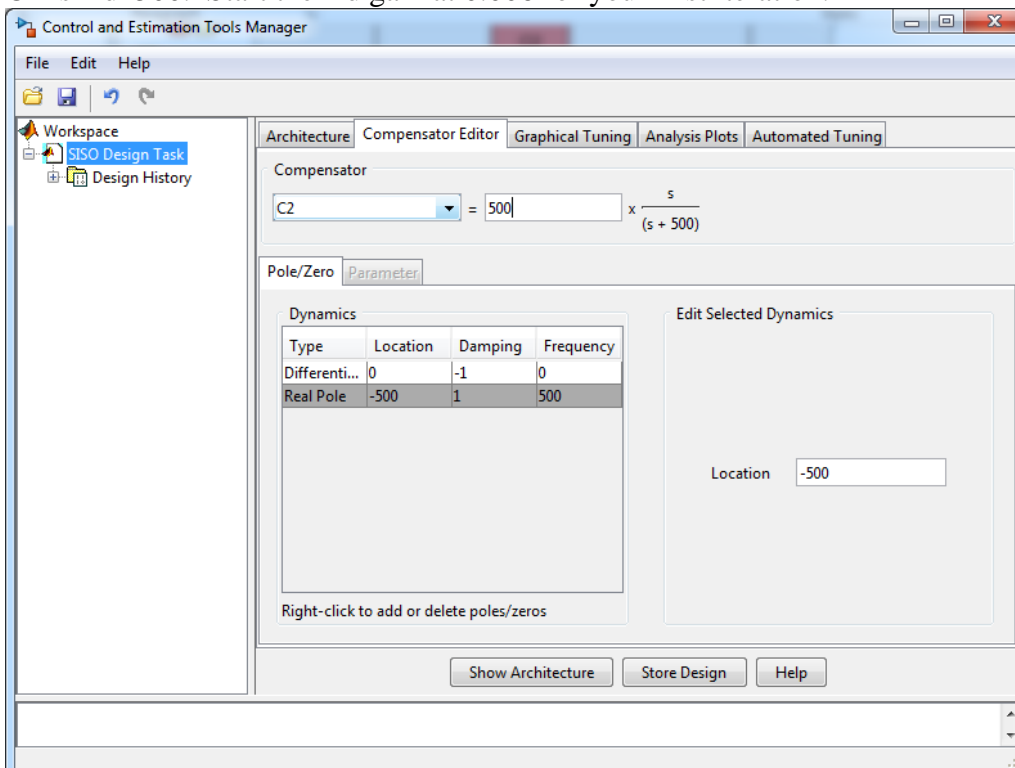 Control and Estimation Tools Manager
File Edit Help
Workspace
SISO Design Task
Design History
Architecture Compensator Editor Graphical Tuning Analysis Plots Automated Tuning
Compensator
C2 = 500 x s
(s + 500)
Pole/Zero Parameter
Dynamics
Type Location Damping Frequency
Differenti... 0 -1 0
Real Pole -500 1 500
Right-click to add or delete poles/zeros
Edit Selected Dynamics
Location -500
Show Architecture Store Design Help